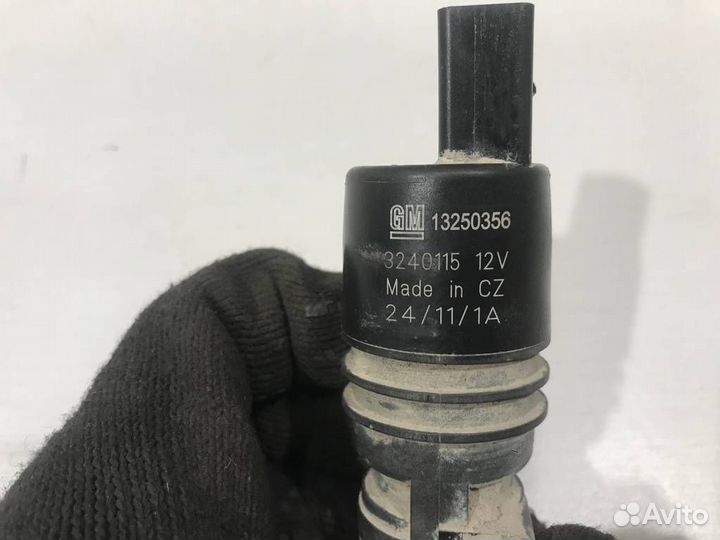 GM 13250356
3240115 12V
Made in CZ
24/11/1A
Avito